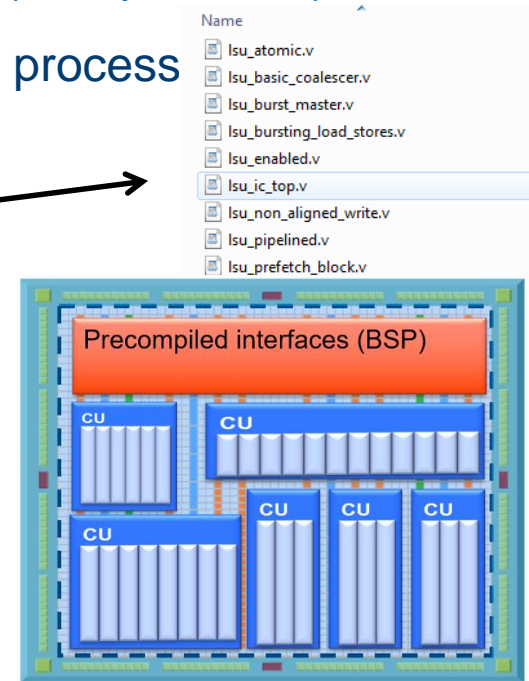 process
Name
lsu_atomic.v
lsu_basic_coalescer.v
lsu_burst_master.v
lsu_bursting_load_stores.v
lsu_enabled.v
lsu_ic_top.v
lsu_non_aligned_write.v
lsu_pipelined.v
lsu_prefetch_block.v
Precompiled interfaces (BSP)
CU
CU
CU
CU
CU
CU